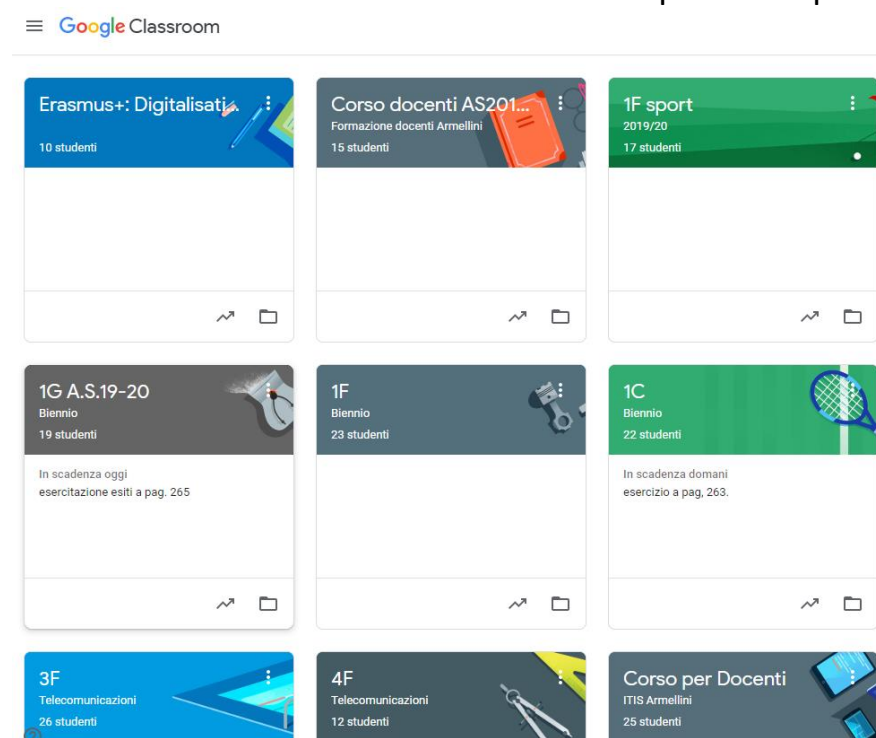 Google Classroom
Erasmus+: Digitalisati...
10 studenti
Corso docenti AS201...
Formazione docenti Armellini
15 studenti
1F sport
2019/20
17 studenti
1G A.S.19-20
Biennio
19 studenti
In scadenza oggi
esercitazione esiti a pag. 265
1F
Biennio
23 studenti
1C
Biennio
22 studenti
In scadenza domani
esercizio a pag, 263.
3F
Telecomunicazioni
26 studenti
4F
Telecomunicazioni
12 studenti
Corso per Docenti
ITIS Armellini
25 studenti